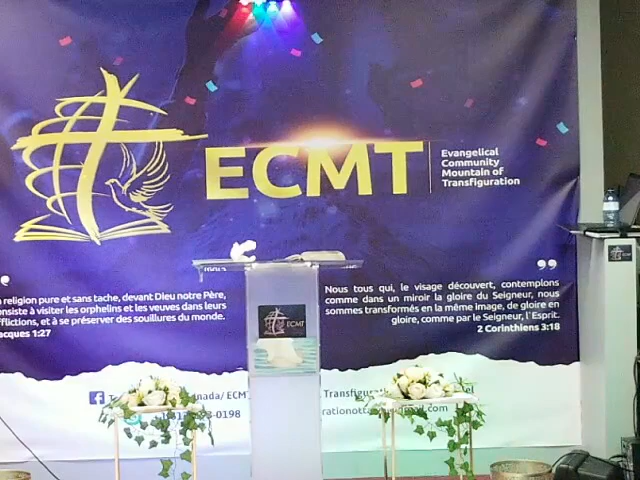 ECMT
Evangelical
Community
Mountain of
Transfiguration
religion pure et sans tache, devant Dieu notre Père,
consiste à visiter les orphelins et les veuves dans leurs
afflictions, et à se préserver des souillures du monde.
Jacques 1:27
Nous tous qui, le visage découvert, contemplons
comme dans un miroir la gloire du Seigneur, nous
sommes transformés en la même image, de gloire en
gloire, comme par le Seigneur, l'Esprit.
2 Corinthiens 3:18
ECMT